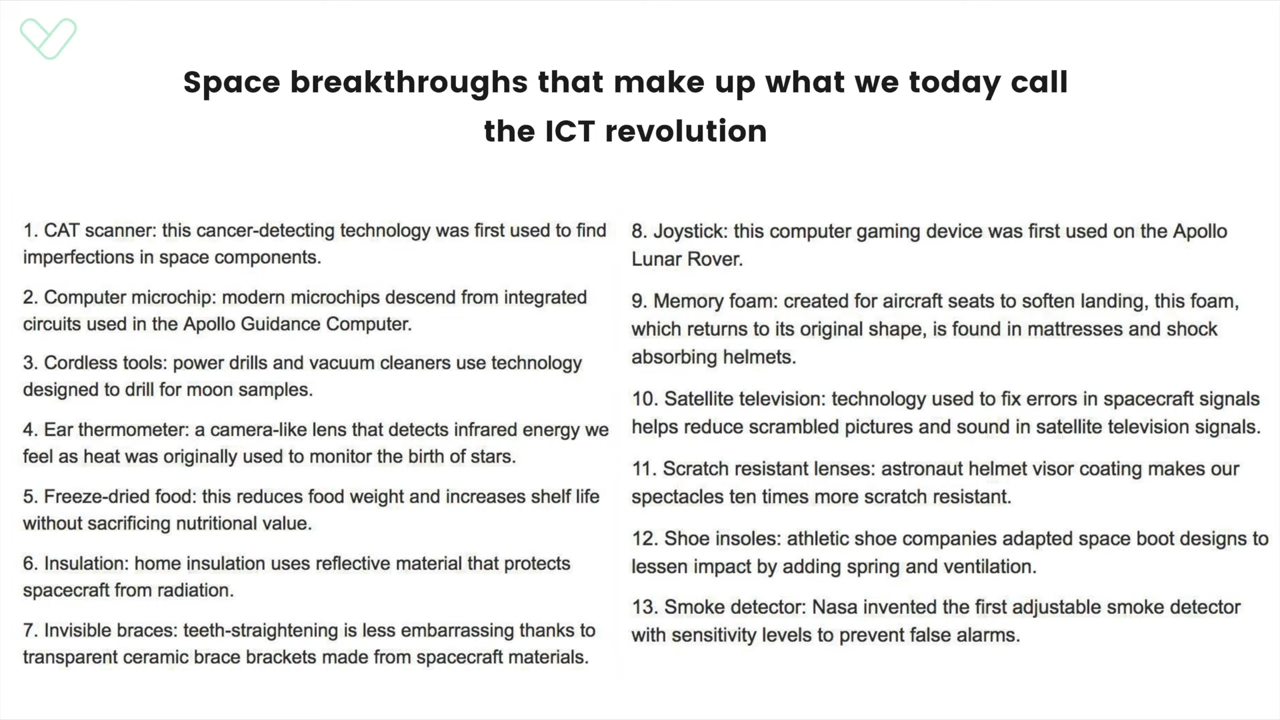 Space breakthroughs that make up what we today call
the ICT revolution
1. CAT scanner: this cancer-detecting technology was first used to find
imperfections in space components.
2. Computer microchip: modern microchips descend from integrated
circuits used in the Apollo Guidance Computer.
3. Cordless tools: power drills and vacuum cleaners use technology
designed to drill for moon samples.
4. Ear thermometer: a camera-like lens that detects infrared energy we
feel as heat was originally used to monitor the birth of stars.
5. Freeze-dried food: this reduces food weight and increases shelf life
without sacrificing nutritional value.
6. Insulation: home insulation uses reflective material that protects
spacecraft from radiation.
7. Invisible braces: teeth-straightening is less embarrassing thanks to
transparent ceramic brace brackets made from spacecraft materials.
8. Joystick: this computer gaming device was first used on the Apollo
Lunar Rover.
9. Memory foam: created for aircraft seats to soften landing, this foam,
which returns to its original shape, is found in mattresses and shock
absorbing helmets.
10. Satellite television: technology used to fix errors in spacecraft signals
helps reduce scrambled pictures and sound in satellite television signals.
11. Scratch resistant lenses: astronaut helmet visor coating makes our
spectacles ten times more scratch resistant.
12. Shoe insoles: athletic shoe companies adapted space boot designs to
lessen impact by adding spring and ventilation.
13. Smoke detector: Nasa invented the first adjustable smoke detector
with sensitivity levels to prevent false alarms.